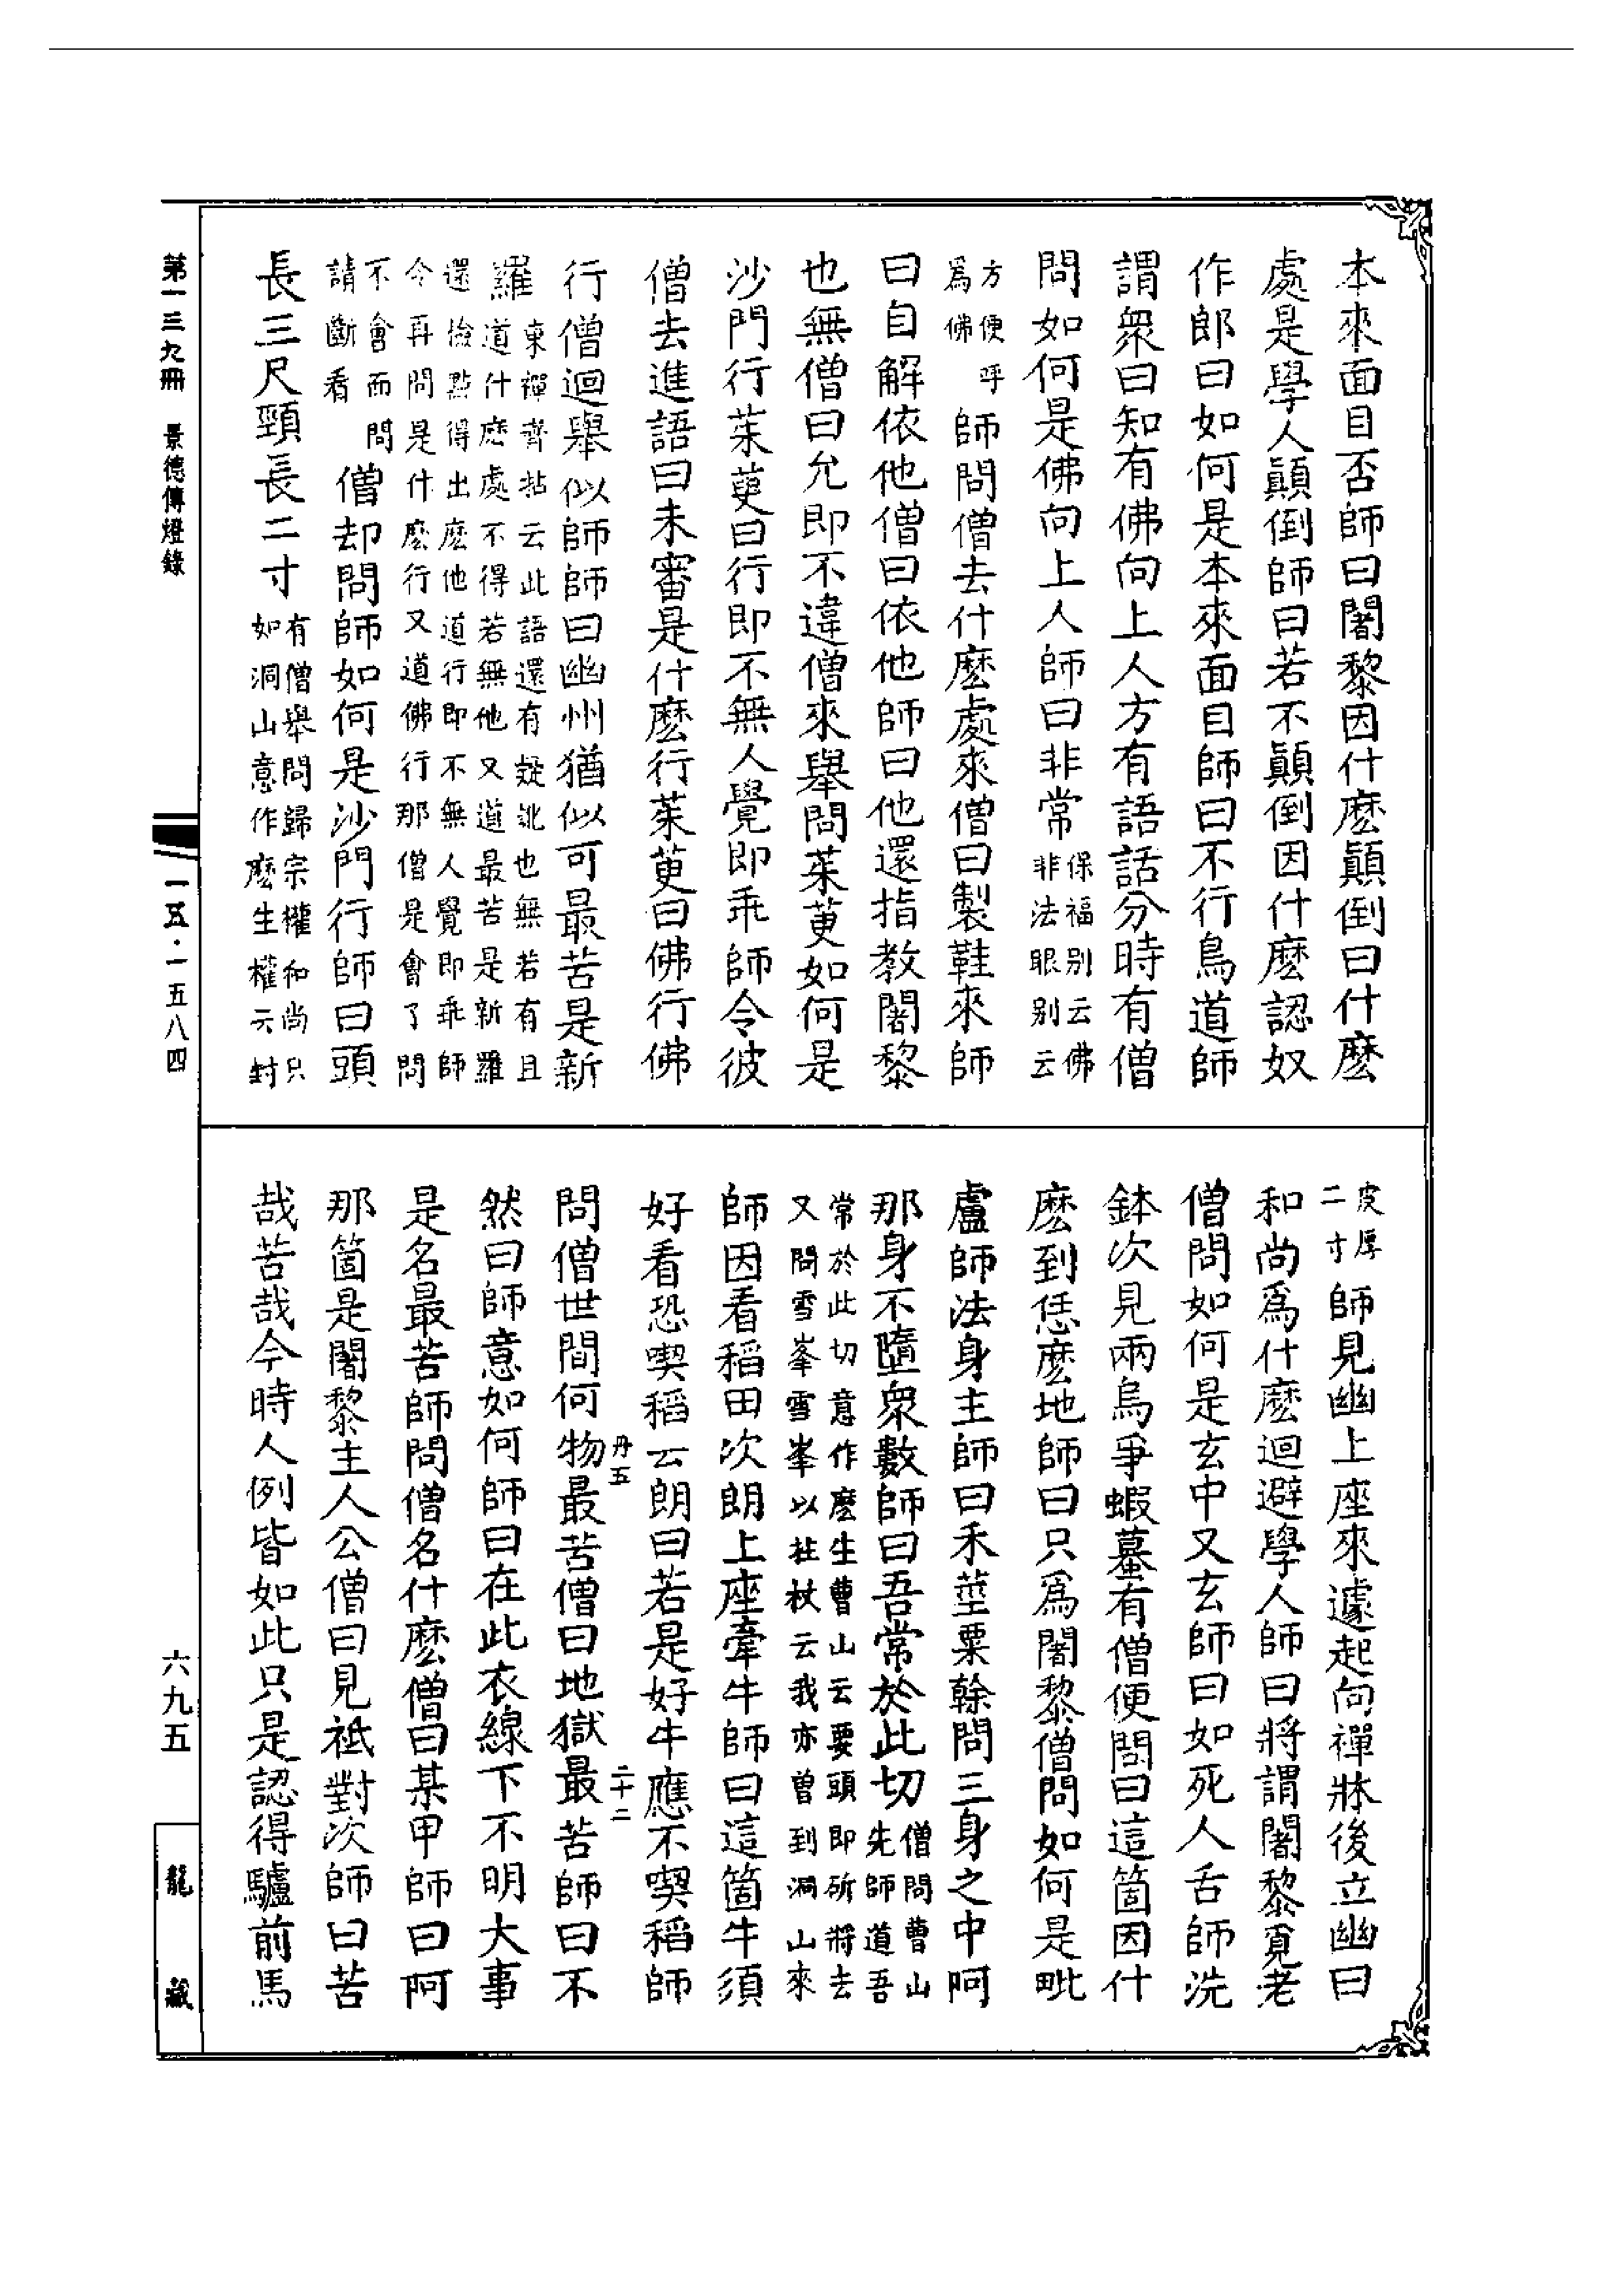 本來面目否師曰闍黎因什麽顛倒曰什麽
處是學人顛倒師曰若不顛倒因什麽認奴
作郎曰如何是本來面目師曰不行鳥道師
謂衆曰知有佛向上人方有語話分時有僧
問如何是佛向上人師曰非常保福别云佛
非法眼别云
方便呼
爲佛師問僧去什麽處來僧曰製鞋來師
曰自解依他僧曰依他師曰他還指教闍黎
也無僧曰允即不違僧來舉問茱萸如何是
沙門行茱萸曰行即不無人覺即乖師令彼
僧去進語曰未審是什麽行茱萸曰佛行佛
行僧迴舉似師師曰幽州猶似可最苦是新
羅東禪齊拈云此語還有疑訛也無若有且
道什麽處不得若無他又道最苦是新羅
還檢點得出麽他道行即不無人覺即乖師
令再問是什麽行又道佛行那僧是會了問
不會而問
請斷看僧却問師如何是沙門行師曰頭
長三尺頸長二寸有僧舉問歸宗權和尚只
如洞山意作麽生權云封
皮厚
二寸師見幽上座來遽起向禪牀後立幽曰
和尚爲什麽迴避學人師曰將謂闍黎覓老
僧問如何是玄中又玄師曰如死人舌師洗
鉢次見兩烏爭蝦蟇有僧便問曰這箇因什
麽到恁麽地師曰只爲闍黎僧問如何是毗
盧師法身主師曰禾莖粟榦問三身之中阿
那身不墮衆數師曰吾常於此切僧問曹山
先師道吾
常於此切意作麽生曹山云要頭即斫將去
又問雪峯雪峯以拄杖云我亦曾到洞山來
師因看稻田次朗上座牽牛師曰這箇牛須
好看恐喫稻云朗曰若是好牛應不喫稻師
問僧世間何物最苦僧曰地獄最苦師曰不
丹五
二十二
然曰師意如何師曰在此衣線下不明大事
是名最苦師問僧名什麽僧曰某甲師曰阿
那箇是闍黎主人公僧曰見祗對次師曰苦
哉苦哉今時人例皆如此只是認得驢前馬
第一三九冊　景德傳燈錄
一五·一五八四
六九五
龍藏